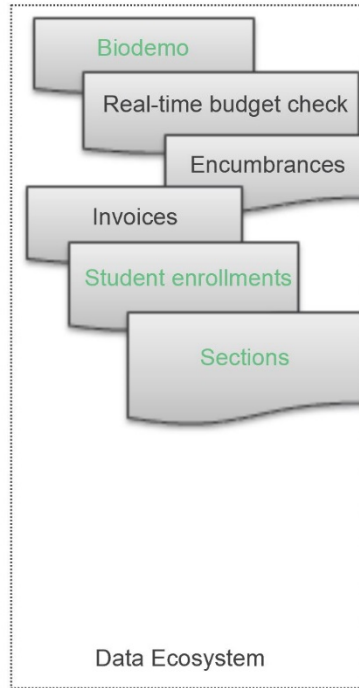 Biodemo
Real-time budget check
Encumbrances
Invoices
Student enrollments
Sections
Data Ecosystem